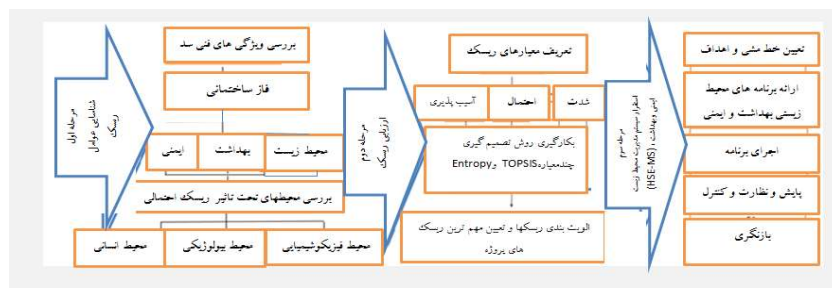 مرحله اول
شناسایی عوامل
ریسک
بررسی ویژگی های فنی سد
فاز ساختمانی
محیط زیست
بهداشت
ایمنی
بررسی محیطهای تحت تاثیر ریسک احتمالی
محیط فیزیکوشیمیایی
محیط بیولوژیکی
محیط انسانی
مرحله دوم
ارزیابی ریسک
تعریف معیارهای ریسک
شدت
احتمال
آسیب پذیری
بکارگیری روش تصمیم گیری
چندمعیاره TOPSIS و Entropy
الویت بندی ریسکها و تعیین مهم ترین ریسک
های پروژه
مرحله سوم
استقرار سیستم مدیریت محیط زیست
ایمنی وبهداشت ،
(HSE-MS)
تعیین خط مشی و اهداف
ارائه برنامه های محیط
زیستی بهداشت و ایمنی
اجرای برنامه
پایش و نظارت و کنترل
بازنگری